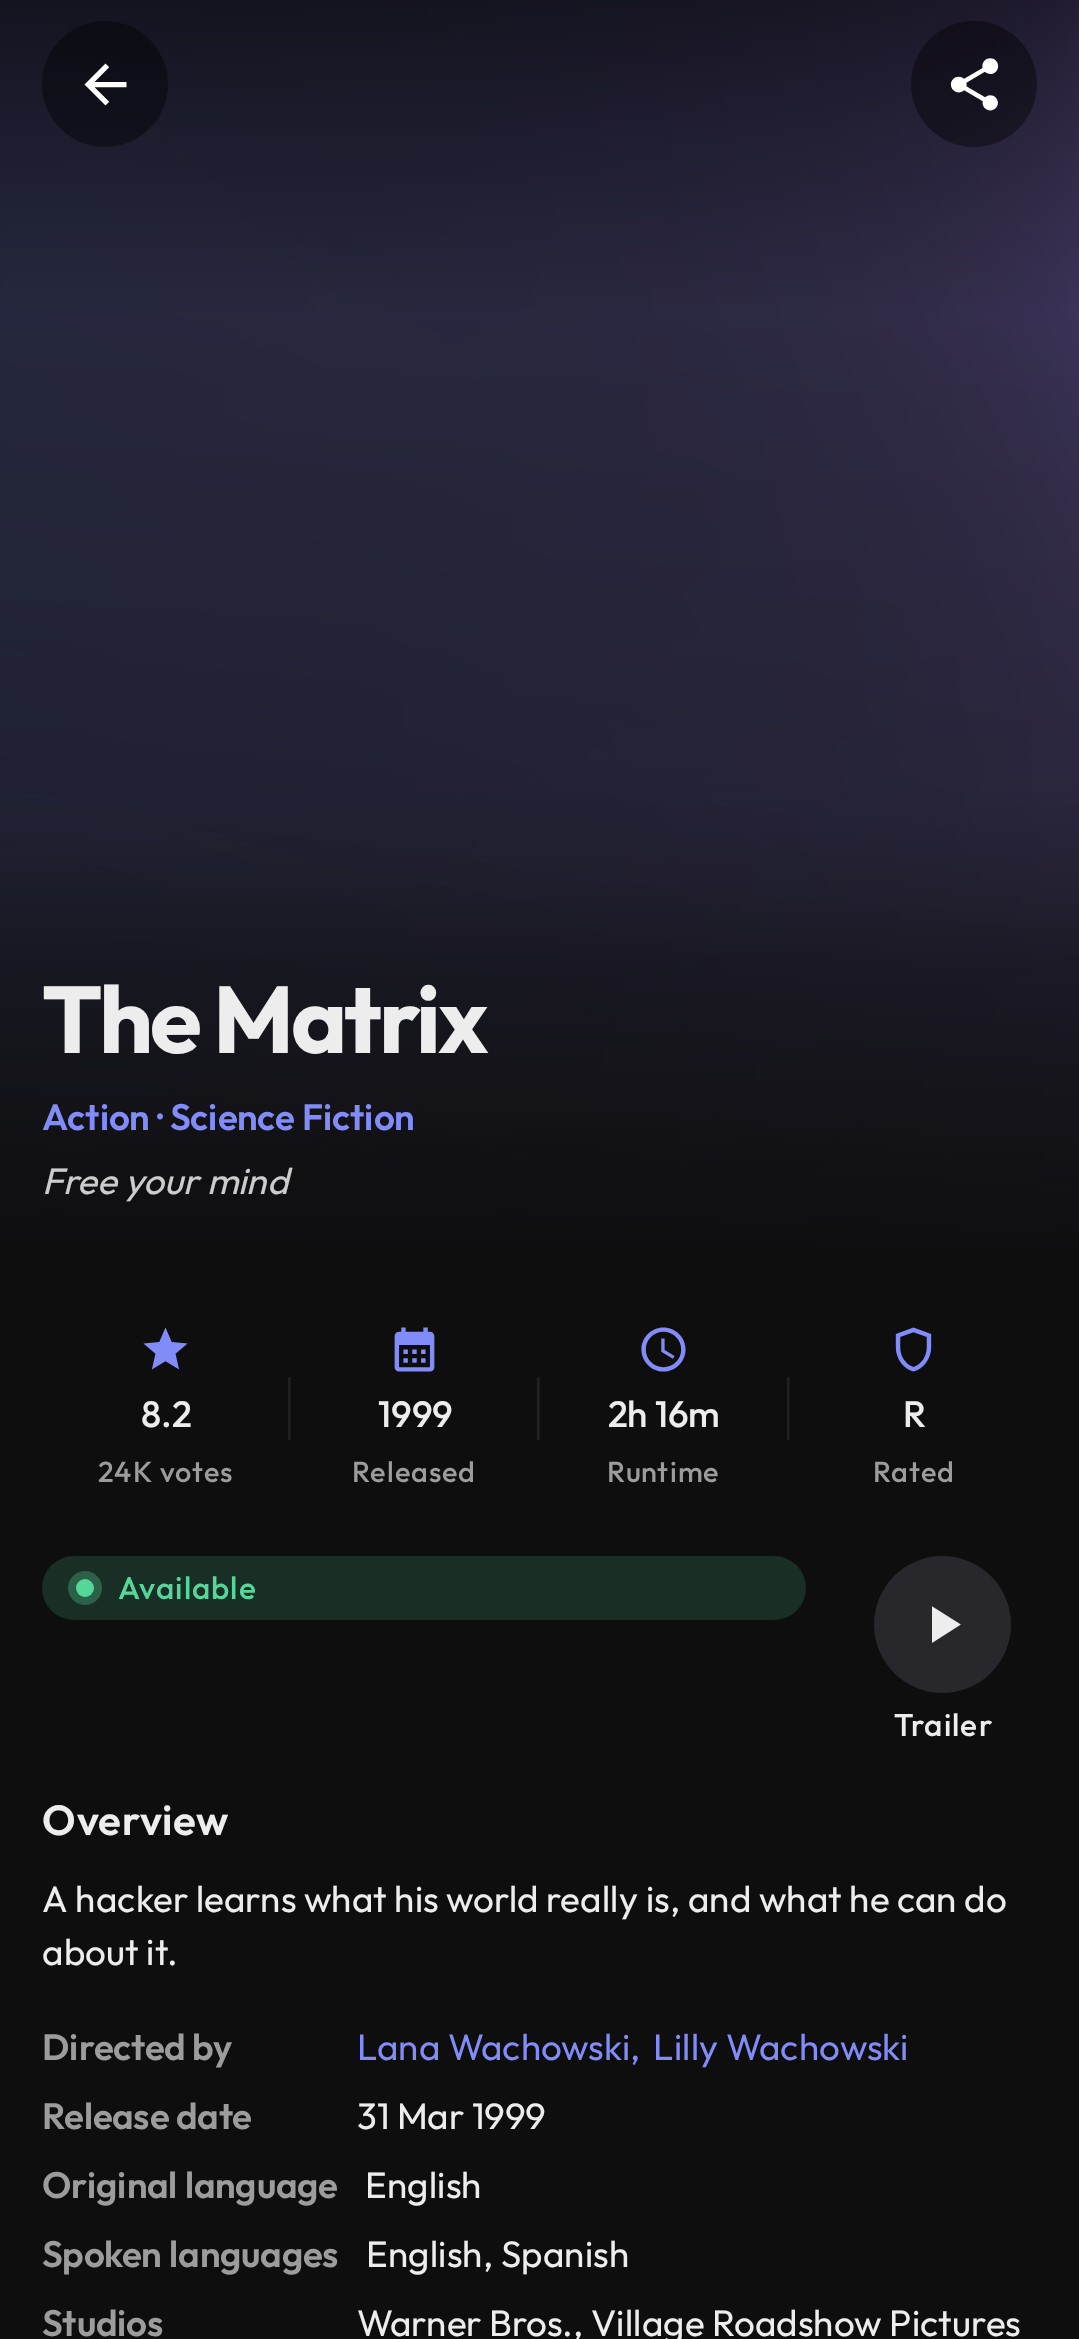 The Matrix
Action · Science Fiction
Free your mind
8.2
24K votes
1999
Released
2h 16m
Runtime
R
Rated
Available
Trailer
Overview
A hacker learns what his world really is, and what he can do
about it.
Directed by Lana Wachowski, Lilly Wachowski
Release date 31 Mar 1999
Original language English
Spoken languages English, Spanish
Studios Warner Bros., Village Roadshow Pictures